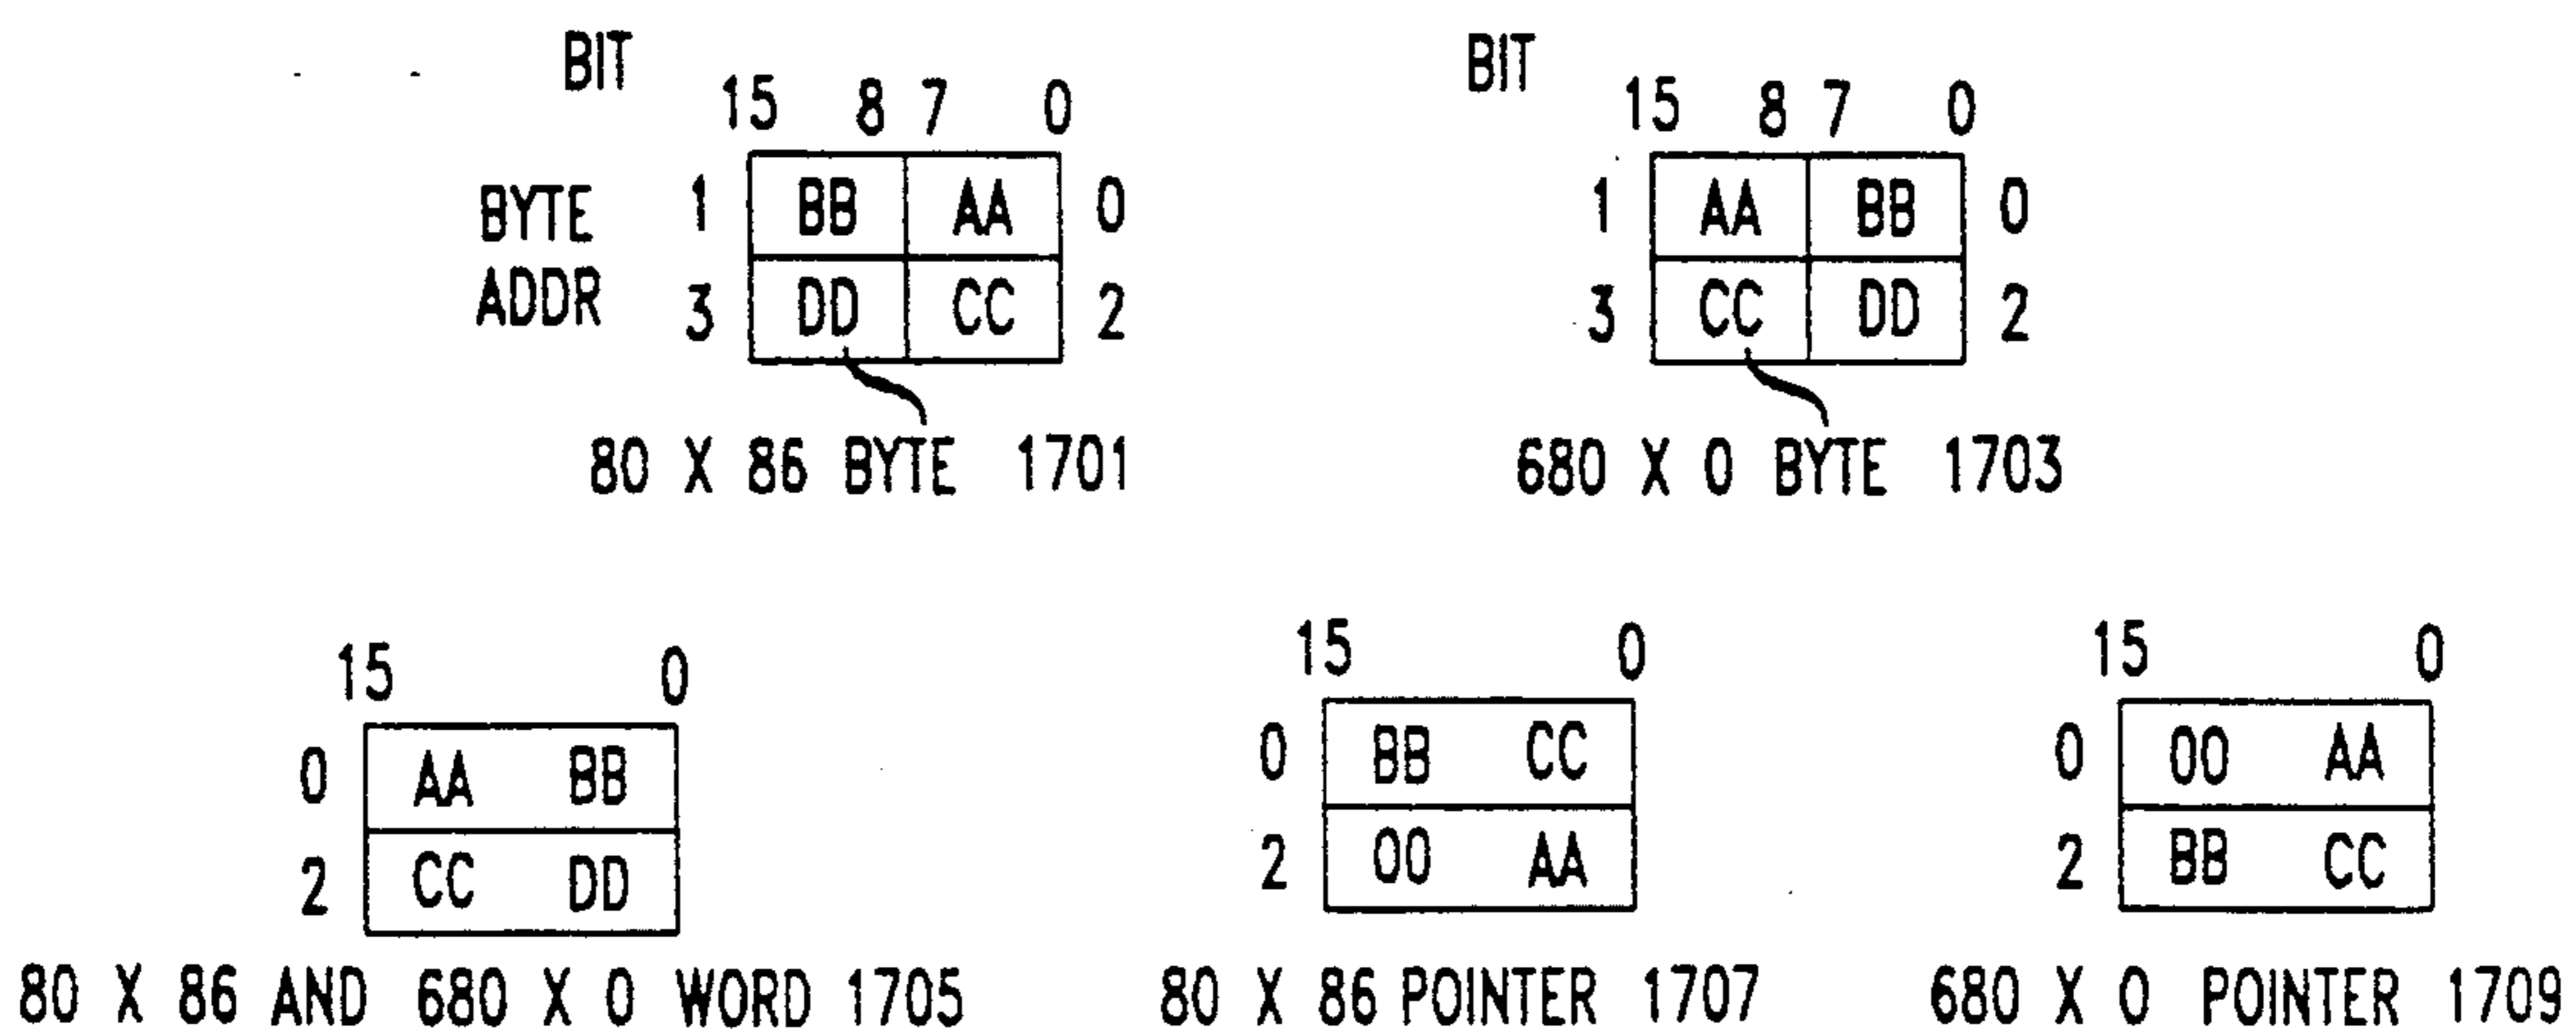 BIT
15 8 7 0
BYTE ADDR
1 BB AA 0
3 DD CC 2
80 X 86 BYTE 1701
BIT
15 8 7 0
1 AA BB 0
3 CC DD 2
680 X 0 BYTE 1703
15 0
0 AA BB
2 CC DD
80 X 86 AND 680 X 0 WORD 1705
15 0
0 BB CC
2 00 AA
80 X 86 POINTER 1707
15 0
0 00 AA
2 BB CC
680 X 0 POINTER 1709